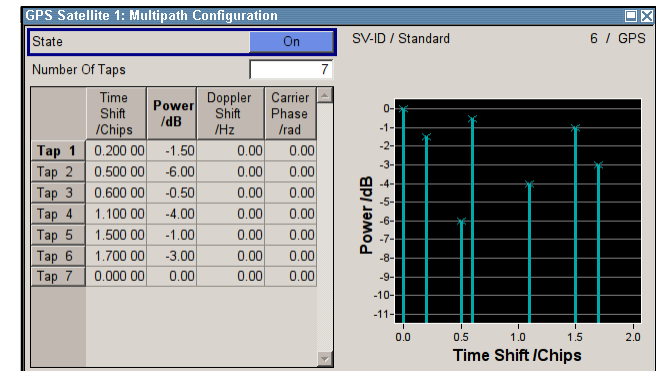 GPS Satellite 1: Multipath Configuration
State On
Number Of Taps 7
SV-ID / Standard 6 / GPS
Time Shift /Chips Power /dB Doppler Shift /Hz Carrier Phase /rad
Tap 1 0.200 00 -1.50 0.00 0.00
Tap 2 0.500 00 -6.00 0.00 0.00
Tap 3 0.600 00 -0.50 0.00 0.00
Tap 4 1.100 00 -4.00 0.00 0.00
Tap 5 1.500 00 -1.00 0.00 0.00
Tap 6 1.700 00 -3.00 0.00 0.00
Tap 7 0.000 00 0.00 0.00 0.00
Power /dB
0
-1
-2
-3
-4
-5
-6
-7
-8
-9
-10
-11
0.0 0.5 1.0 1.5 2.0
Time Shift /Chips